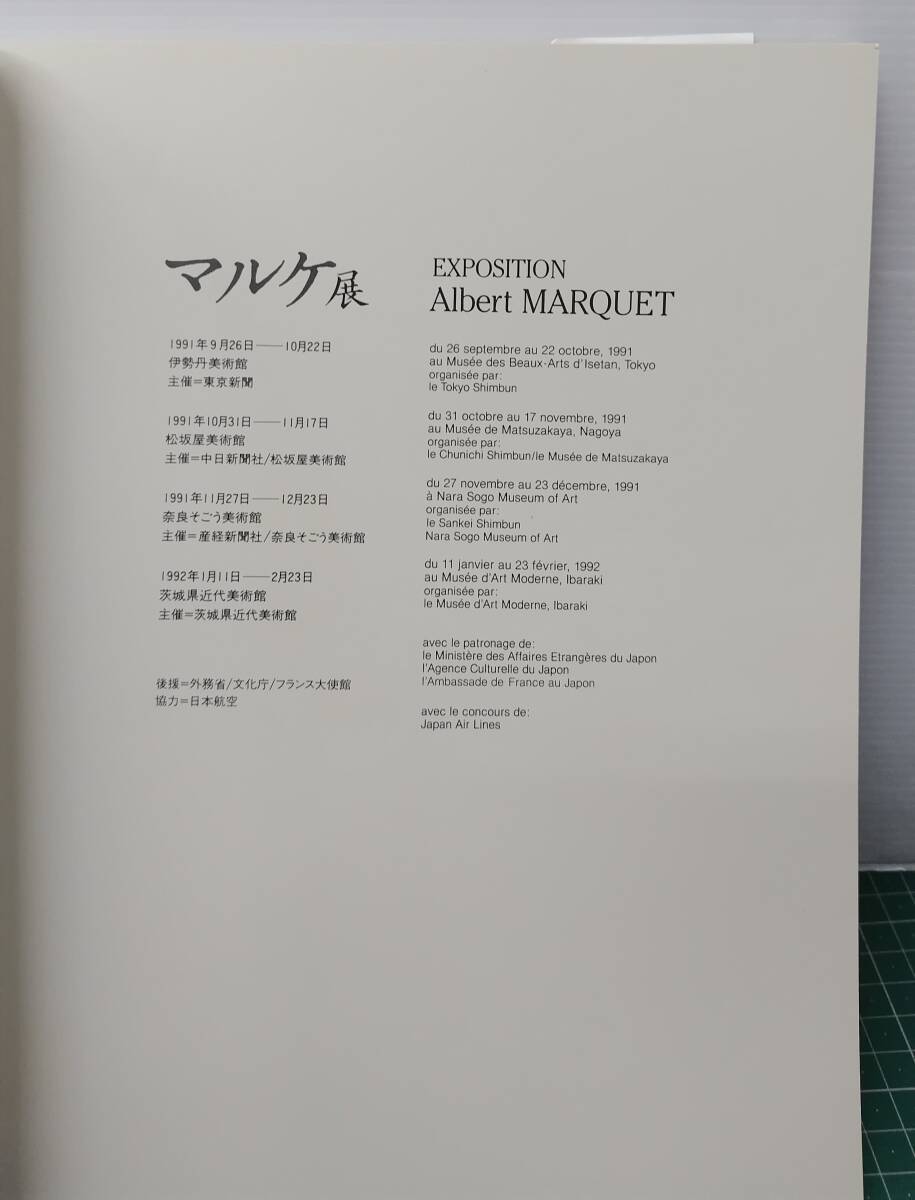 マルケ展
1991年9月26日——10月22日
伊勢丹美術館
主催=東京新聞
1991年10月31日——11月17日
松坂屋美術館
主催=中日新聞社/松坂屋美術館
1991年11月27日——12月23日
奈良そごう美術館
主催=産経新聞社/奈良そごう美術館
1992年1月11日——2月23日
茨城県近代美術館
主催=茨城県近代美術館
後援=外務省/文化庁/フランス大使館
協力=日本航空
EXPOSITION
Albert MARQUET
du 26 septembre au 22 octobre, 1991
au Musée des Beaux-Arts d'Isetan, Tokyo
organisée par:
le Tokyo Shimbun
du 31 octobre au 17 novembre, 1991
au Musée de Matsuzakaya, Nagoya
organisée par:
le Chunichi Shimbun/le Musée de Matsuzakaya
du 27 novembre au 23 décembre, 1991
à Nara Sogo Museum of Art
organisée par:
le Sankei Shimbun
Nara Sogo Museum of Art
du 11 janvier au 23 février, 1992
au Musée d'Art Moderne, Ibaraki
organisée par:
le Musée d'Art Moderne, Ibaraki
avec le patronage de:
le Ministère des Affaires Etrangères du Japon
l'Agence Culturelle du Japon
l'Ambassade de France au Japon
avec le concours de:
Japan Air Lines